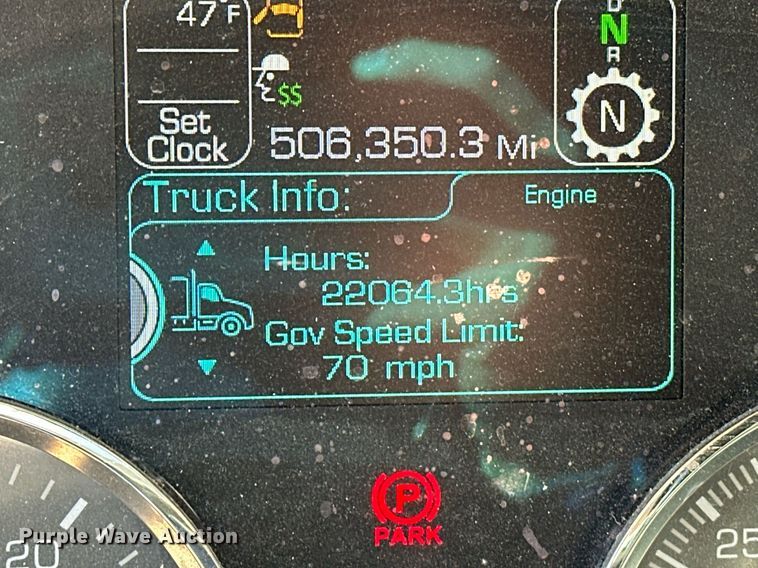 47°F
D
N
R
$$
Set
Clock
506,350.3 Mi
N
Truck Info:
Engine
Hours:
22064.3hrs
Gov Speed Limit:
70 mph
P
PARK
Purple Wave Auction
20
25